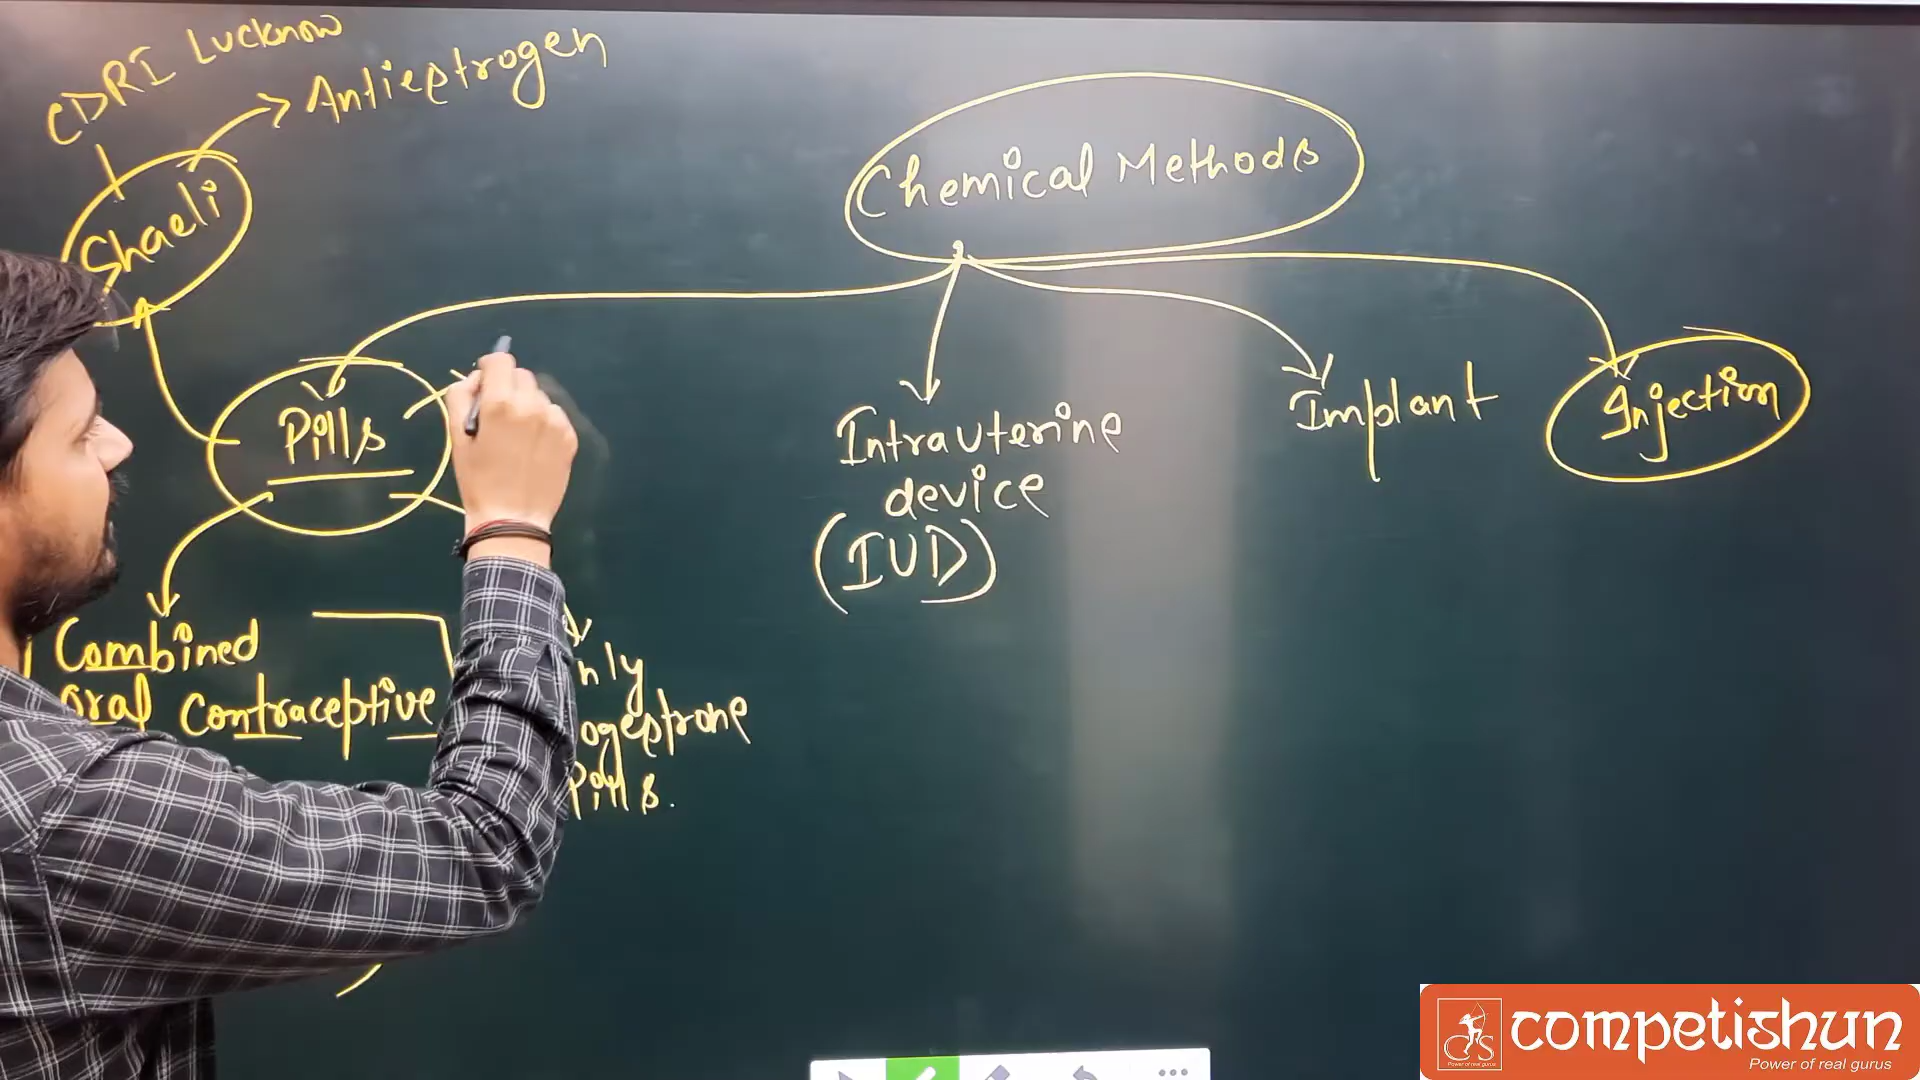 CDRI Lucknow
Antiestrogen
Shaeli
Chemical Methods
Pills
Intrauterine
device
(IUD)
Implant
Injection
Combined
oral contraceptive
nly
ogestrone
Pills.
competishun
Power of real gurus